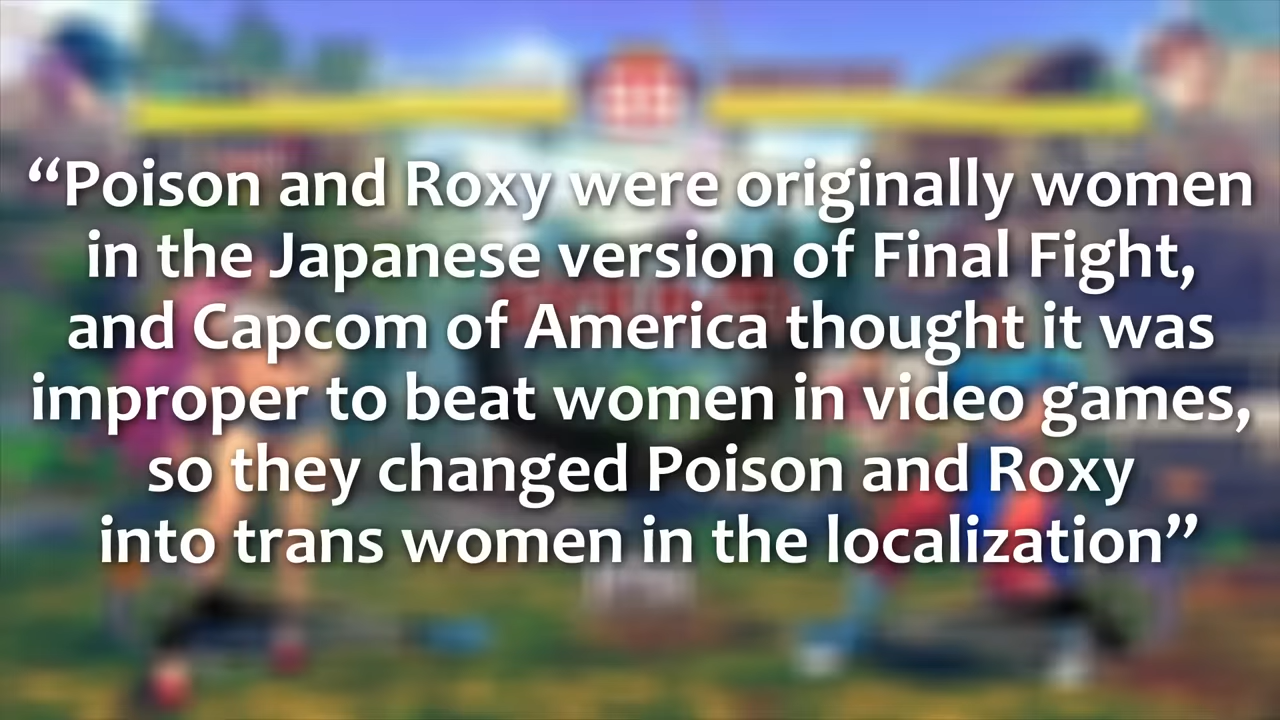 “Poison and Roxy were originally women
in the Japanese version of Final Fight,
and Capcom of America thought it was
improper to beat women in video games,
so they changed Poison and Roxy
into trans women in the localization”